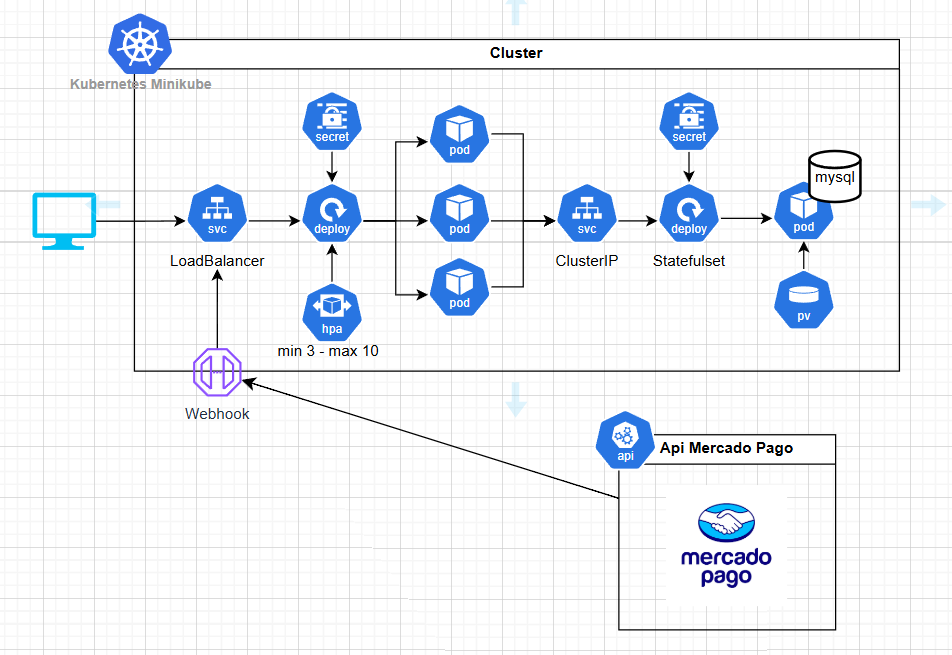 Cluster
Kubernetes Minikube
secret
secret
pod
mysql
svc
deploy
pod
svc
deploy
pod
LoadBalancer
ClusterIP
Statefulset
pod
hpa
pv
min 3 - max 10
Webhook
api
Api Mercado Pago
mercado
pago